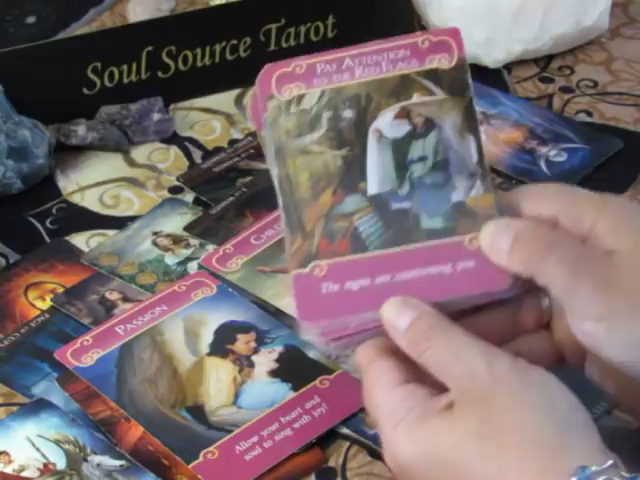 Soul Source Tarot
PAY ATTENTION
TO THE RED FLAGS
The signs are
you
CHIL
PASSION
Allow your heart and
soul to sing with joy!